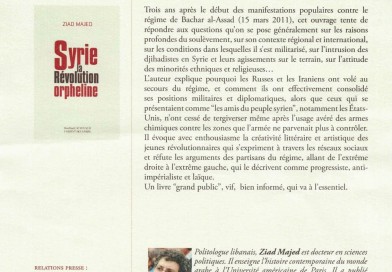 ZIAD MAJED
Syrie
la
Révolution
orpheline
Trois ans après le début des manifestations populaires contre le
régime de Bachar al-Assad (15 mars 2011), cet ouvrage tente de
répondre aux questions qu'on se pose généralement sur les raisons
profondes du soulèvement, sur son contexte régional et international,
sur les conditions dans lesquelles il s'est militarisé, sur l'intrusion des
djihadistes en Syrie et leurs agissements sur le terrain, sur l'attitude
des minorités ethniques et religieuses…
L'auteur explique pourquoi les Russes et les Iraniens ont volé au
secours du régime, et comment ils ont effectivement consolidé
ses positions militaires et diplomatiques, alors que ceux qui se
présentaient comme "les amis du peuple syrien", notamment les États-
Unis, n'ont cessé de tergiverser même après l'usage avéré des armes
chimiques contre les zones que l'armée ne parvenait plus à contrôler.
Il évoque avec enthousiasme la créativité littéraire et artistique des
jeunes révolutionnaires qui s'expriment à travers les réseaux sociaux
et réfute les arguments des partisans du régime, allant de l'extrême
droite à l'extrême gauche, qui le décrivent comme progressiste, anti-
impérialiste et laïque.
Un livre "grand public", vif, bien informé, qui va à l'essentiel.
RELATIONS PRESSE :
Politologue libanais, Ziad Majed est docteur en sciences
politiques. Il enseigne l'histoire contemporaine du monde
arabe à l'Université américaine de Paris. Il a publié